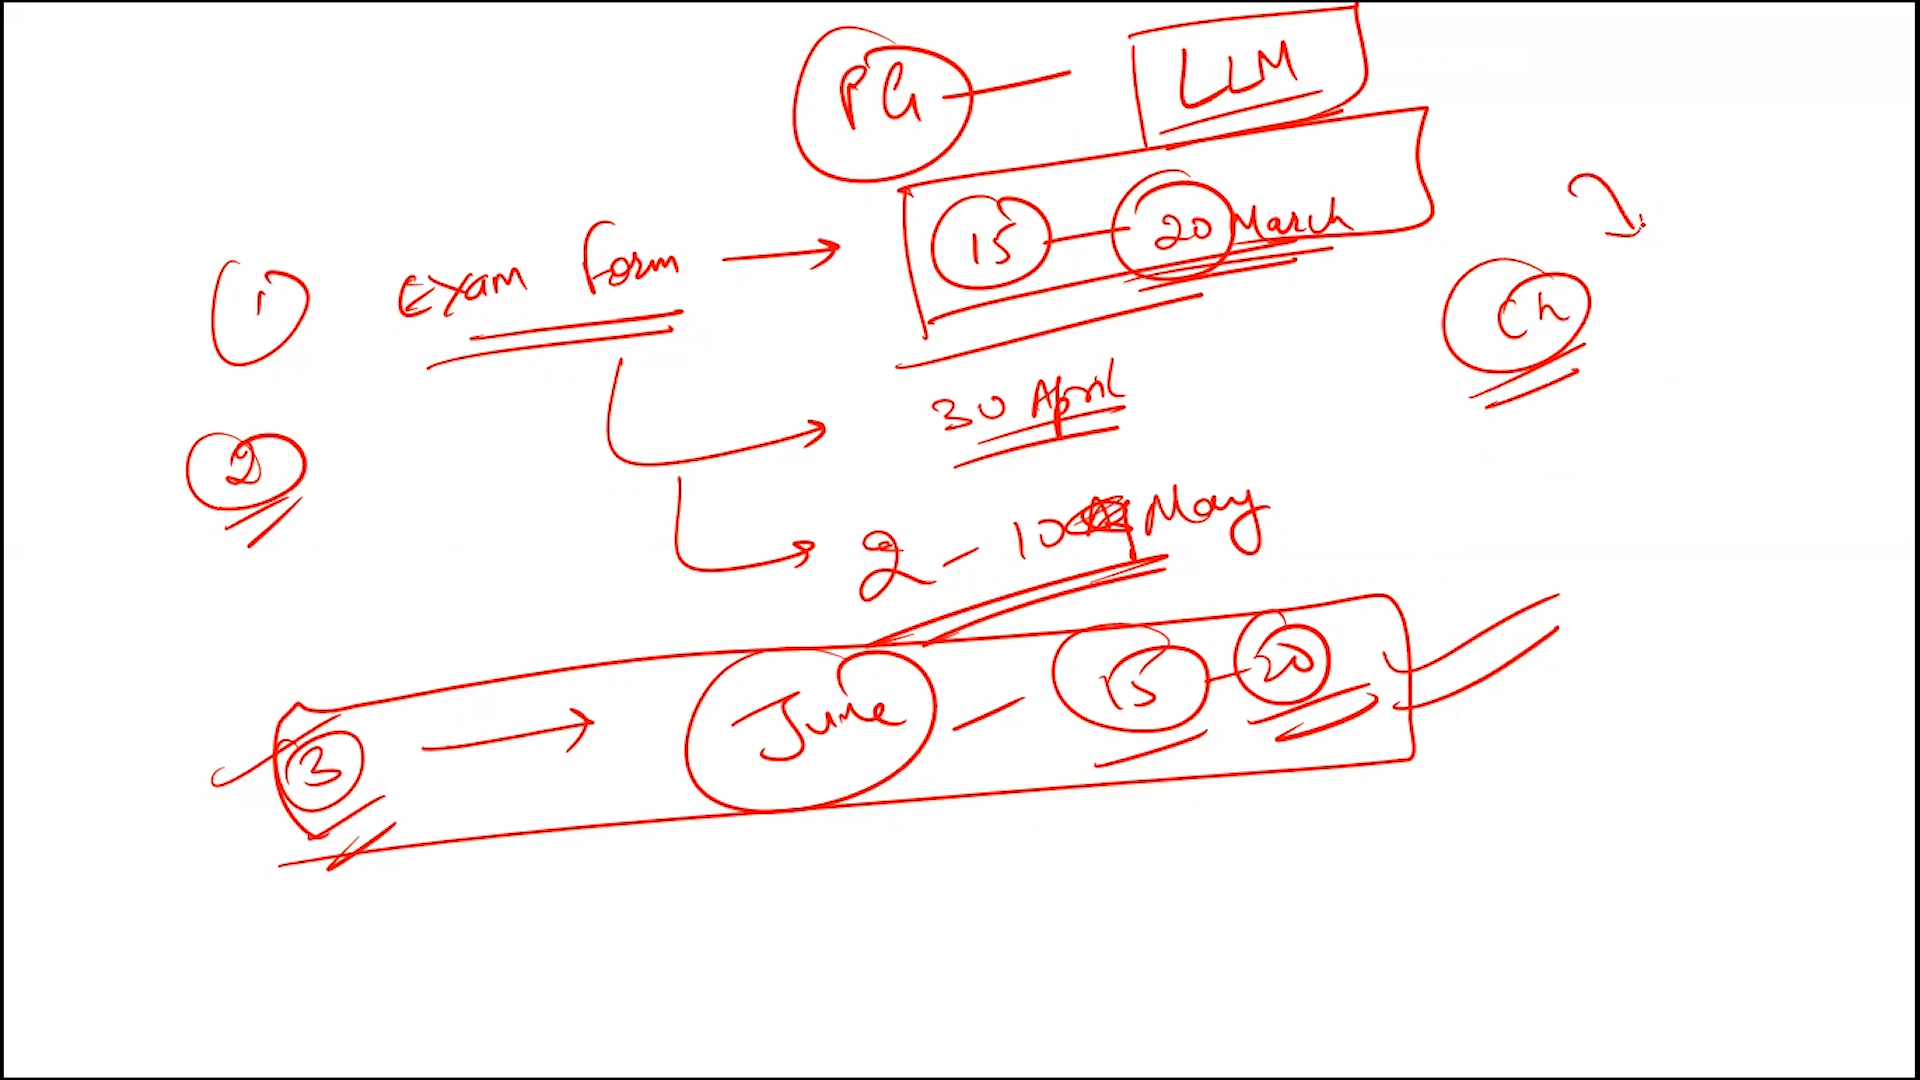 PG — LLM
① Exam Form → 15 — 20 March
Ch
30 April
②
2 - 10 May
③ → June - 15 - 20